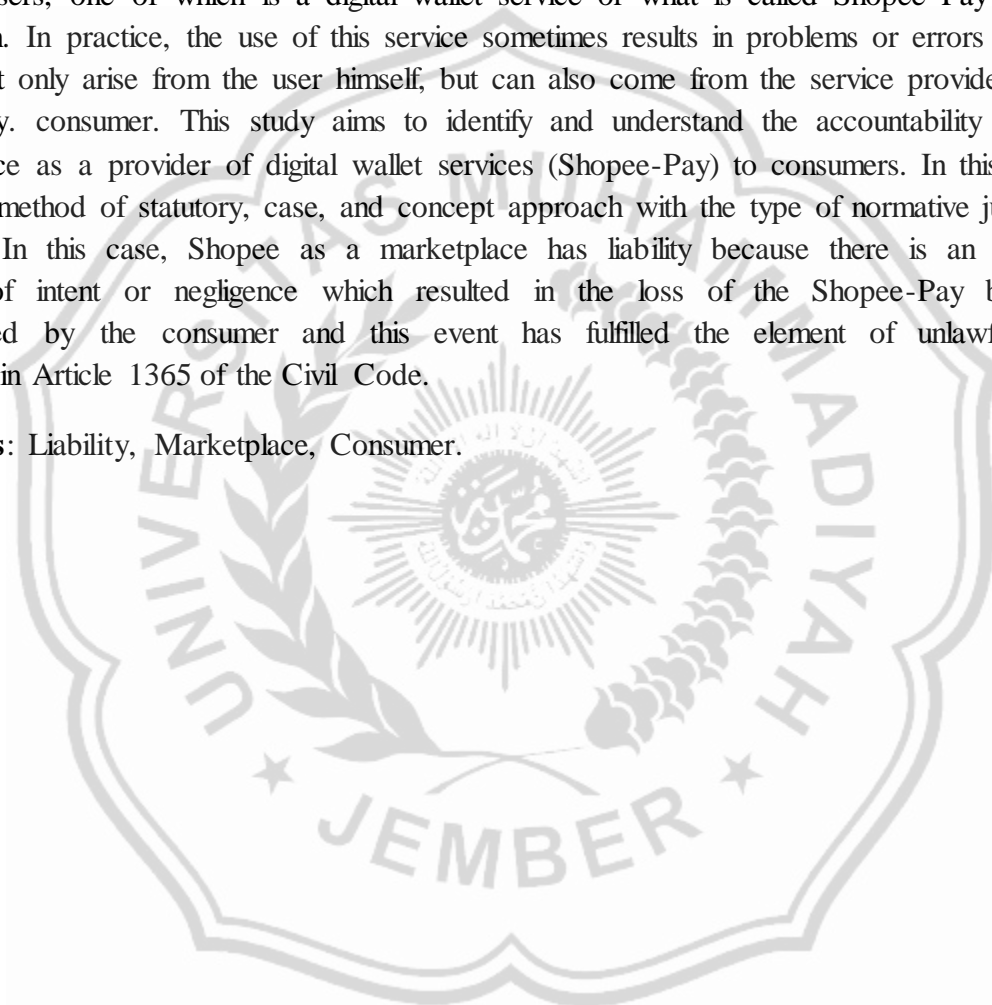 sers, one of which is a digital wallet service or what is called Shopee Pay
n. In practice, the use of this service sometimes results in problems or errors
t only arise from the user himself, but can also come from the service provide
y. consumer. This study aims to identify and understand the accountability
ce as a provider of digital wallet services (Shopee-Pay) to consumers. In this
method of statutory, case, and concept approach with the type of normative ju
In this case, Shopee as a marketplace has liability because there is an
of intent or negligence which resulted in the loss of the Shopee-Pay b
ed by the consumer and this event has fulfilled the element of unlawf
in Article 1365 of the Civil Code.
s: Liability, Marketplace, Consumer.
UNIVERSITAS MUHAMMADIYAH
JEMBER